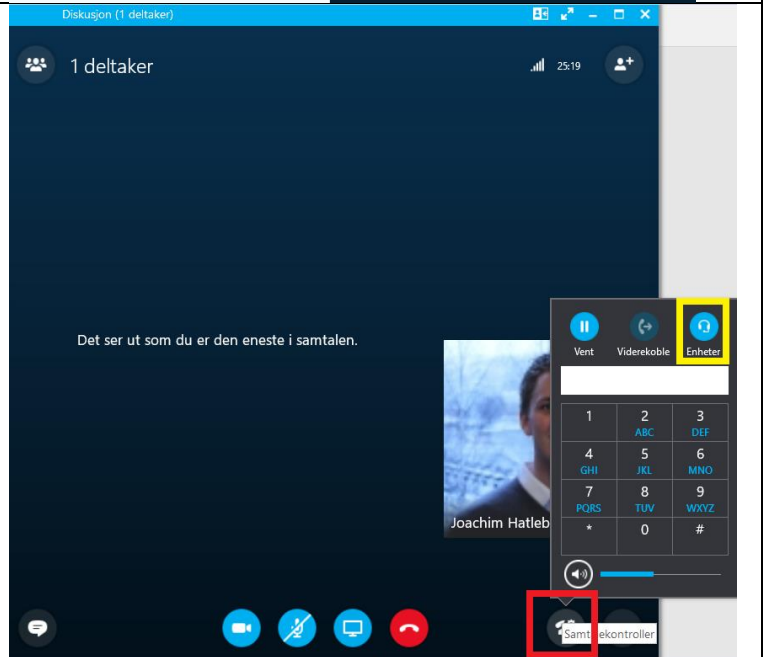 Diskusjon (1 deltaker)
1 deltaker
25:19
Det ser ut som du er den eneste i samtalen.
Vent Viderekoble Enheter
1 2 3
ABC DEF
4 5 6
GHI JKL MNO
7 8 9
PQRS TUV WXYZ
* 0 #
Joachim Hatleb